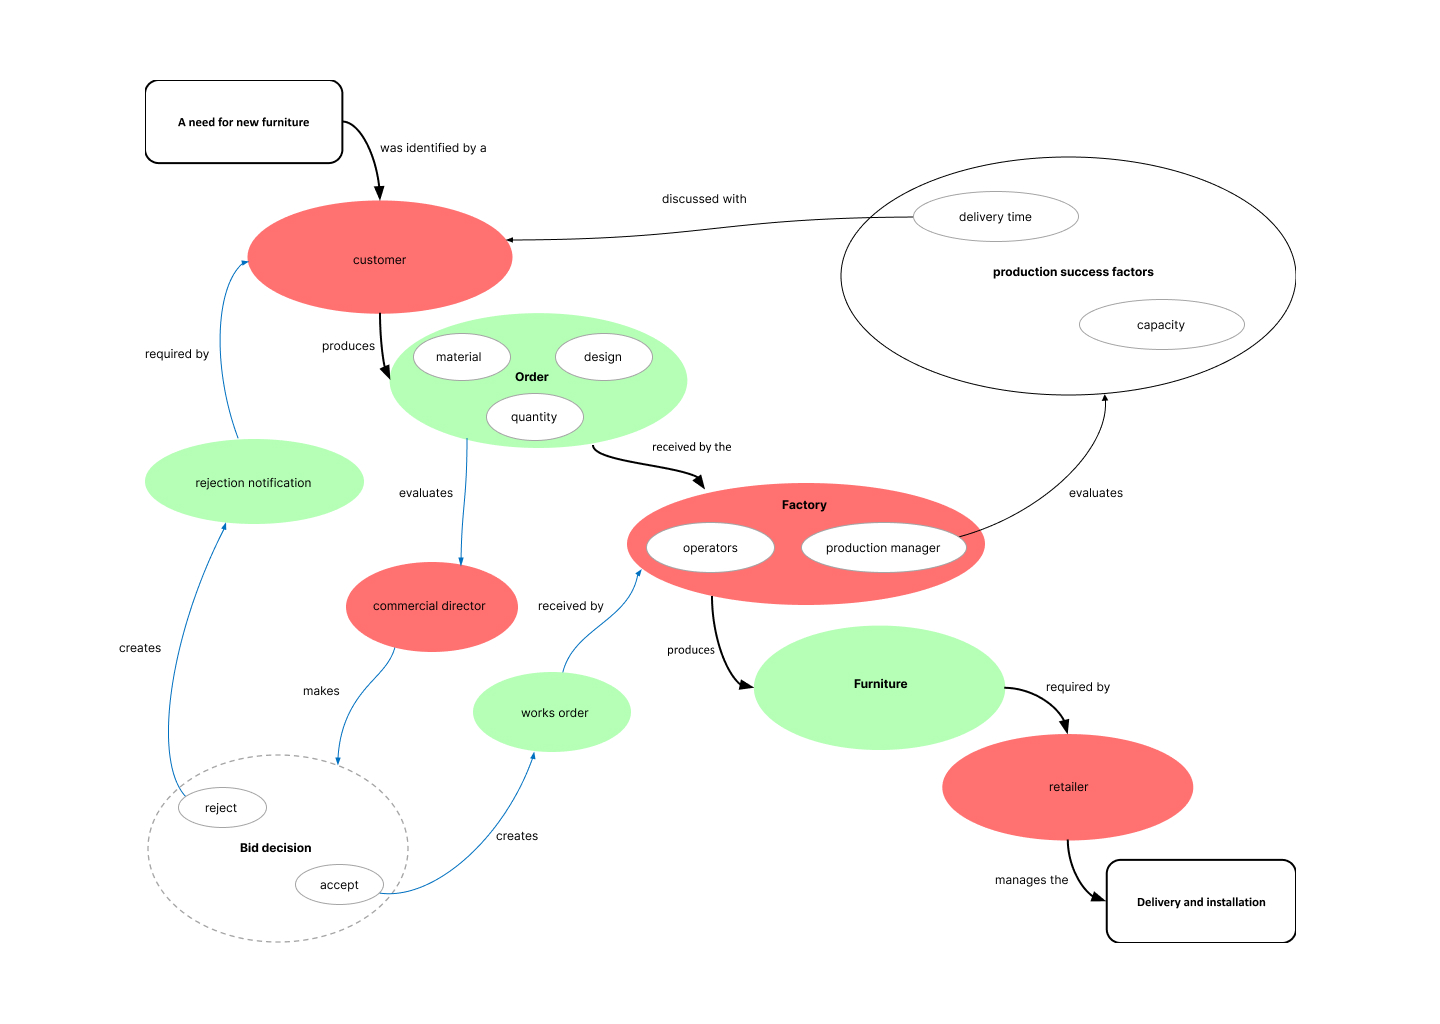 A need for new furniture
was identified by a
discussed with
delivery time
customer
production success factors
capacity
produces
required by
material
design
Order
quantity
received by the
rejection notification
evaluates
evaluates
Factory
operators
production manager
commercial director
received by
creates
produces
makes
Furniture
required by
works order
retailer
reject
creates
Bid decision
accept
manages the
Delivery and installation